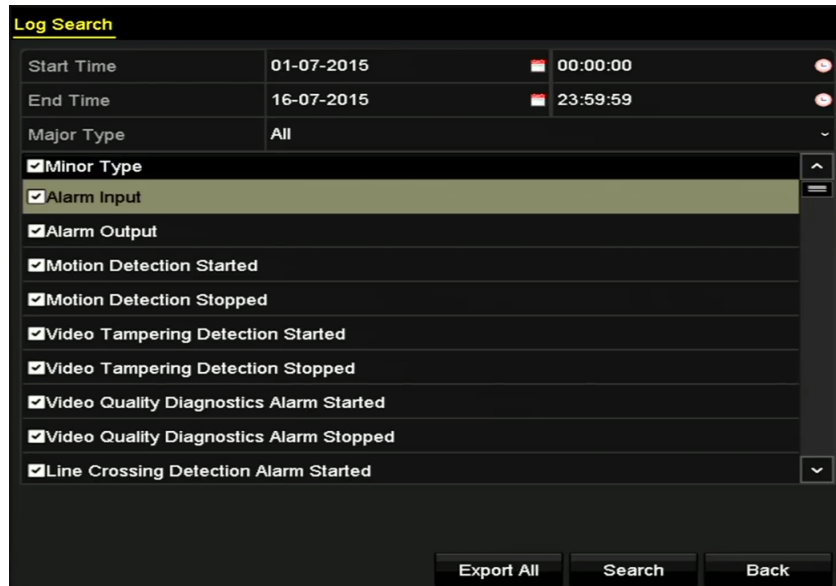 Log Search
Start Time 01-07-2015 00:00:00
End Time 16-07-2015 23:59:59
Major Type All
Minor Type
Alarm Input
Alarm Output
Motion Detection Started
Motion Detection Stopped
Video Tampering Detection Started
Video Tampering Detection Stopped
Video Quality Diagnostics Alarm Started
Video Quality Diagnostics Alarm Stopped
Line Crossing Detection Alarm Started
Export All Search Back